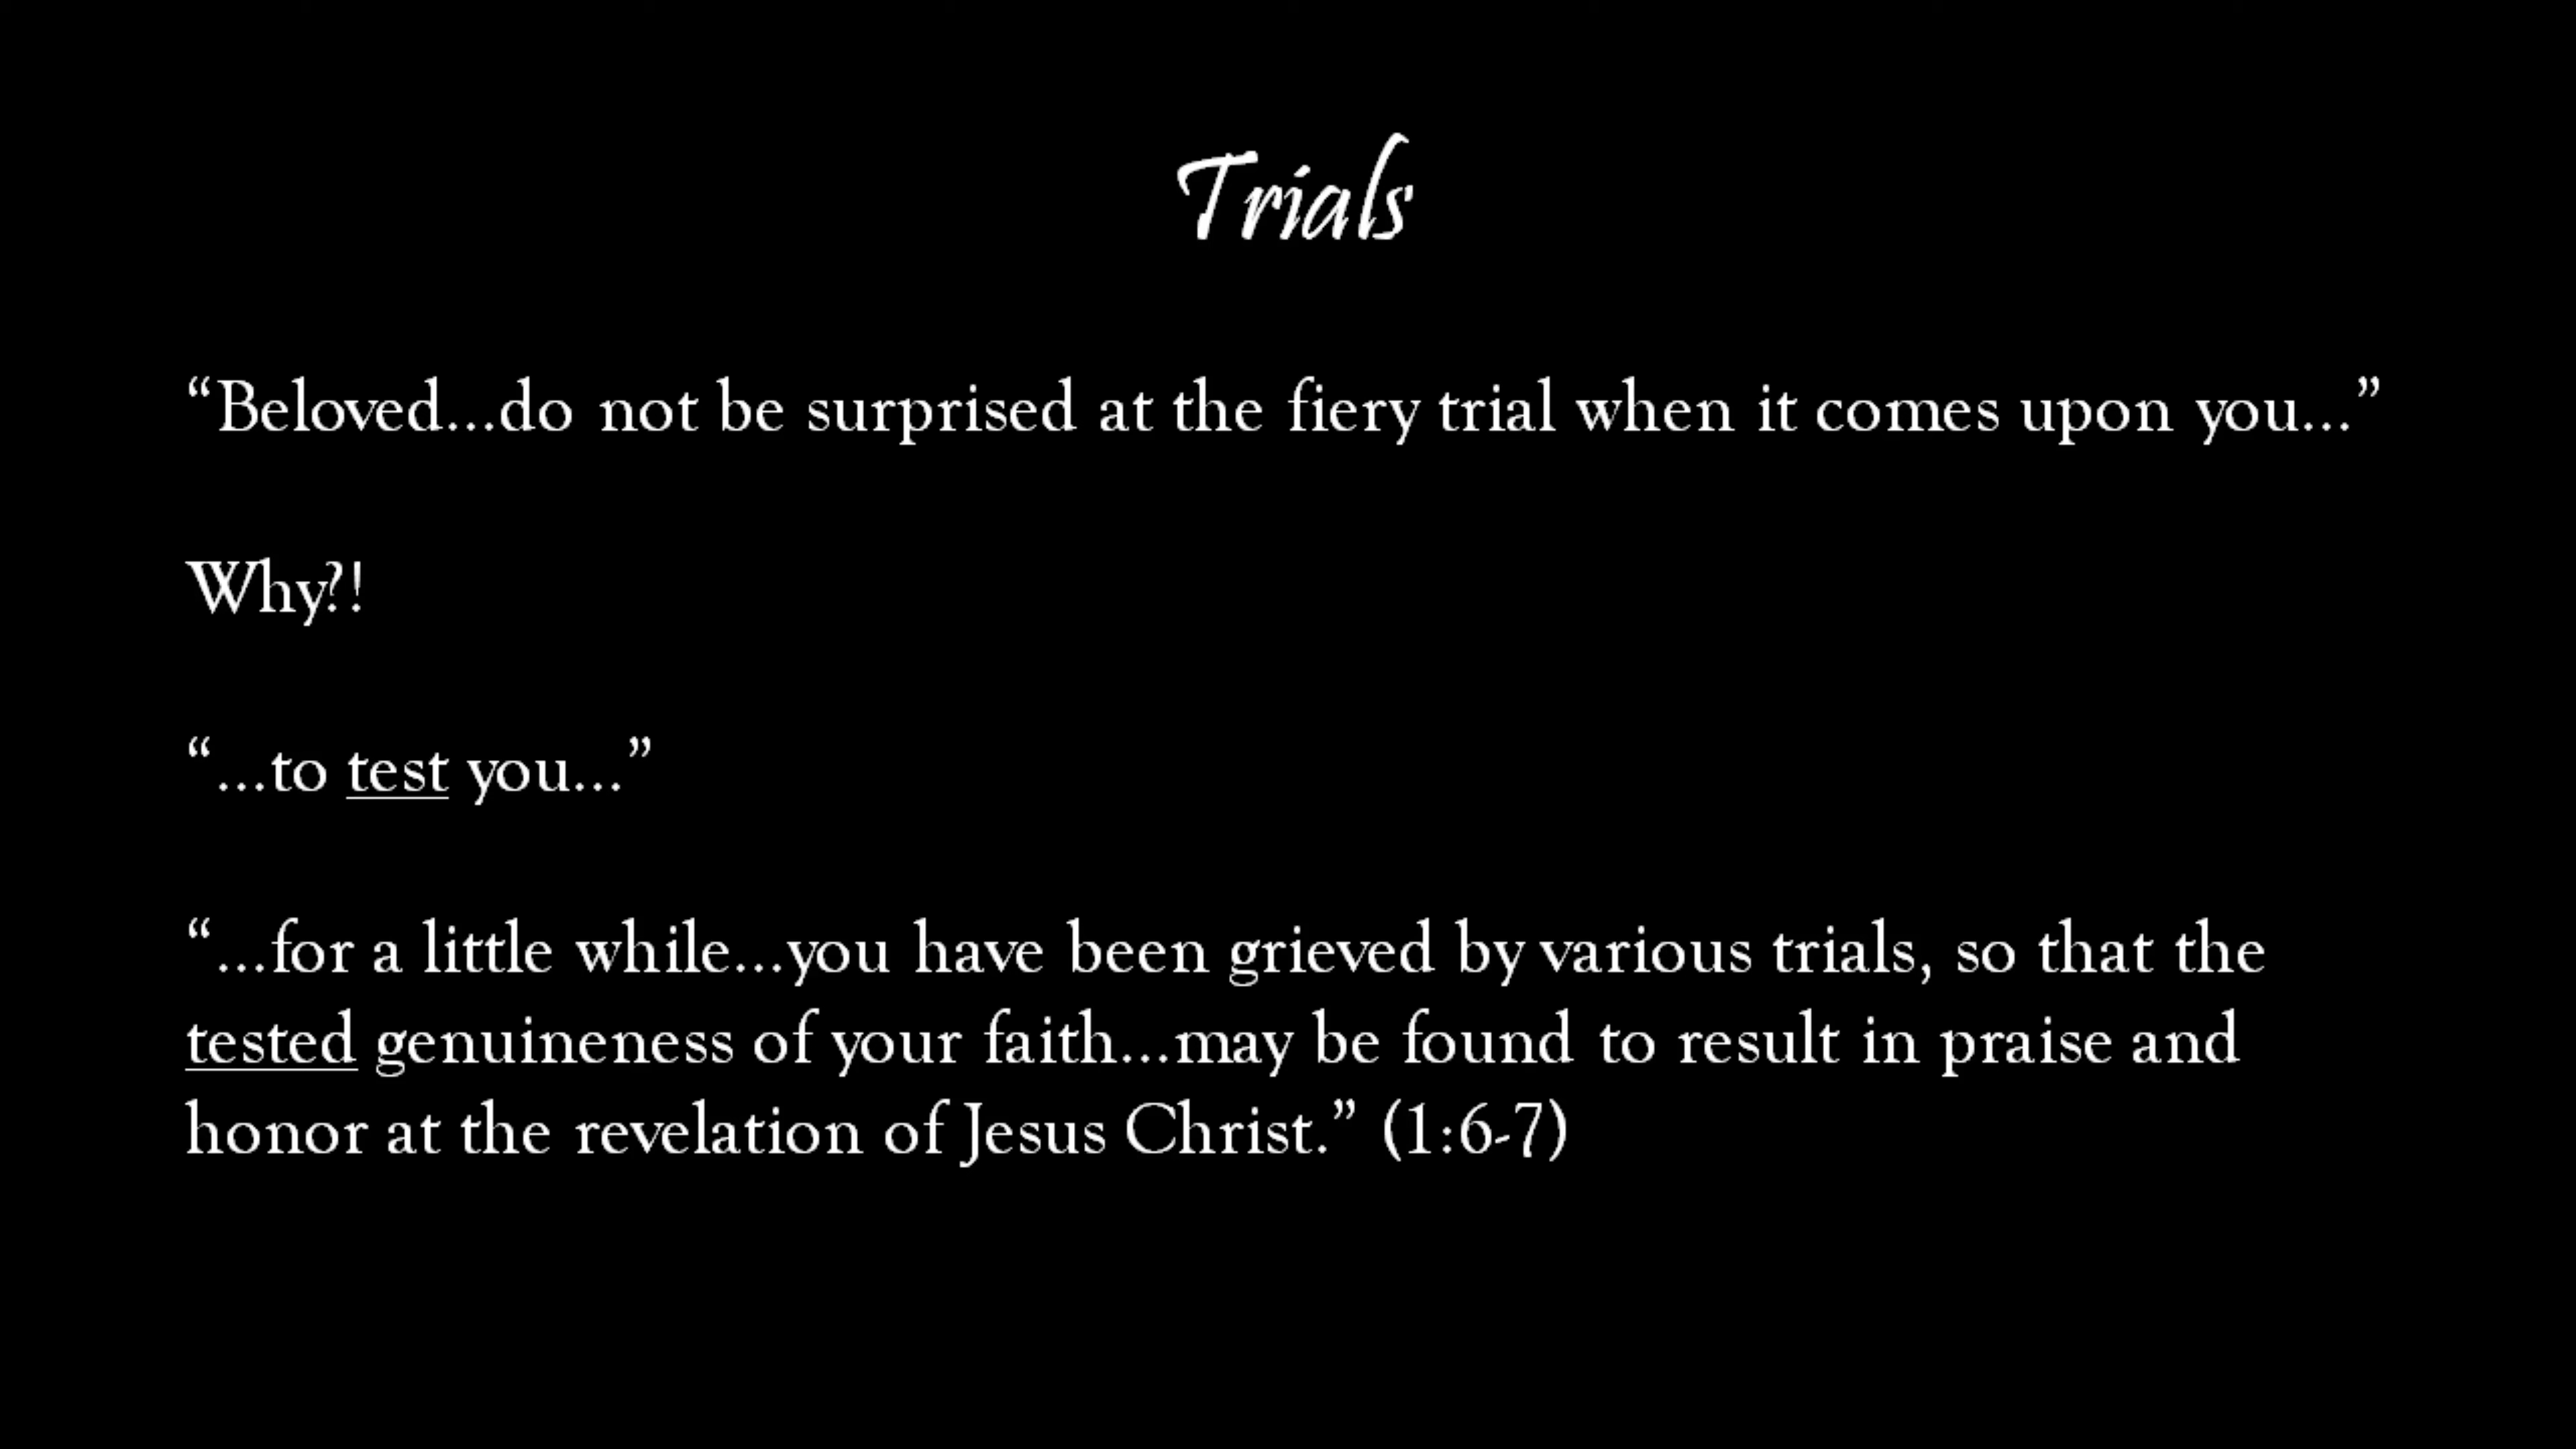 Trials
“Beloved...do not be surprised at the fiery trial when it comes upon you...”
Why?!
“...to test you...”
“...for a little while...you have been grieved by various trials, so that the
tested genuineness of your faith...may be found to result in praise and
honor at the revelation of Jesus Christ.” (1:6-7)